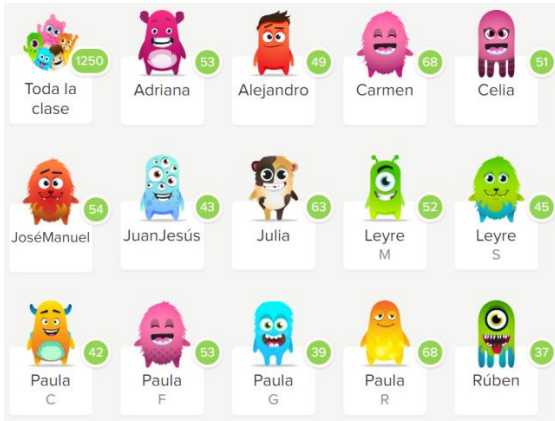 1250
Toda la
clase
53
Adriana
49
Alejandro
68
Carmen
51
Celia
54
JoséManuel
43
JuanJesús
63
Julia
52
Leyre
M
45
Leyre
S
42
Paula
C
53
Paula
F
39
Paula
G
68
Paula
R
37
Rúben